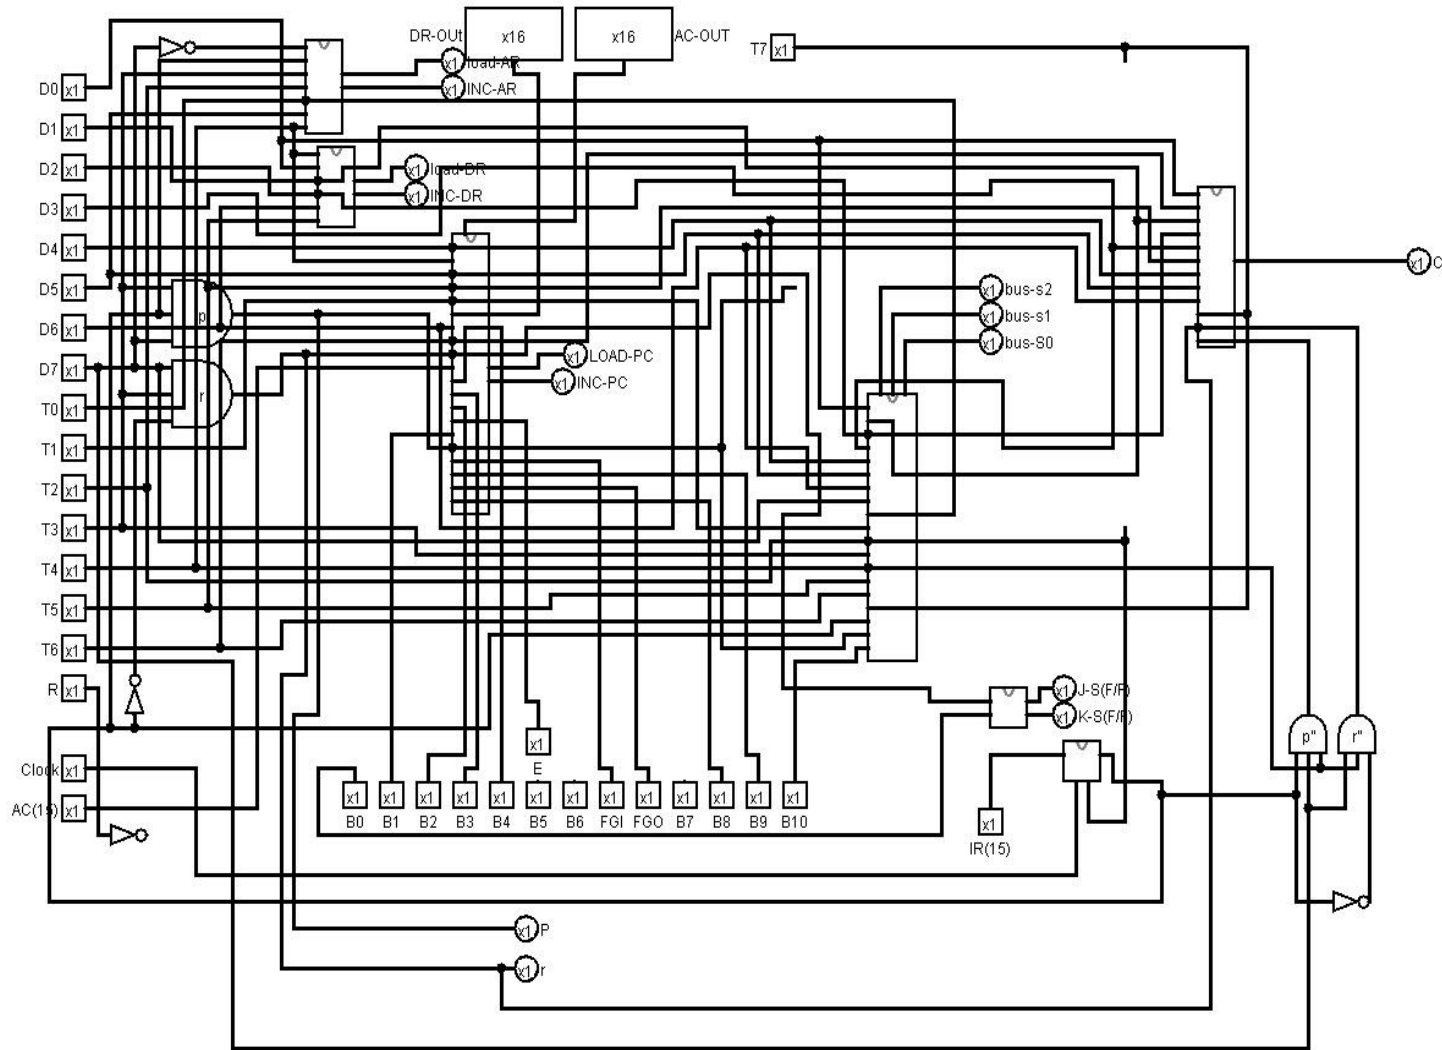 DR-OUt x16
x16 AC-OUT
T7 x1
x1 load-AR
D0 x1
x1 INC-AR
D1 x1
D2 x1
x1 load-DR
x1 INC-DR
D3 x1
D4 x1
x1 C
D5 x1
x1 bus-s2
p
x1 bus-s1
D6 x1
x1 bus-S0
x1 LOAD-PC
D7 x1
x1 INC-PC
r
T0 x1
T1 x1
T2 x1
T3 x1
T4 x1
T5 x1
T6 x1
R x1
x1 J-S(F/F)
x1 K-S(F/F)
p" r"
x1
E
Clock x1
x1 x1 x1 x1 x1 x1 x1 x1 x1 x1 x1 x1 x1
B0 B1 B2 B3 B4 B5 B6 FGI FGO B7 B8 B9 B10
AC(15) x1
x1
IR(15)
x1 P
x1 r